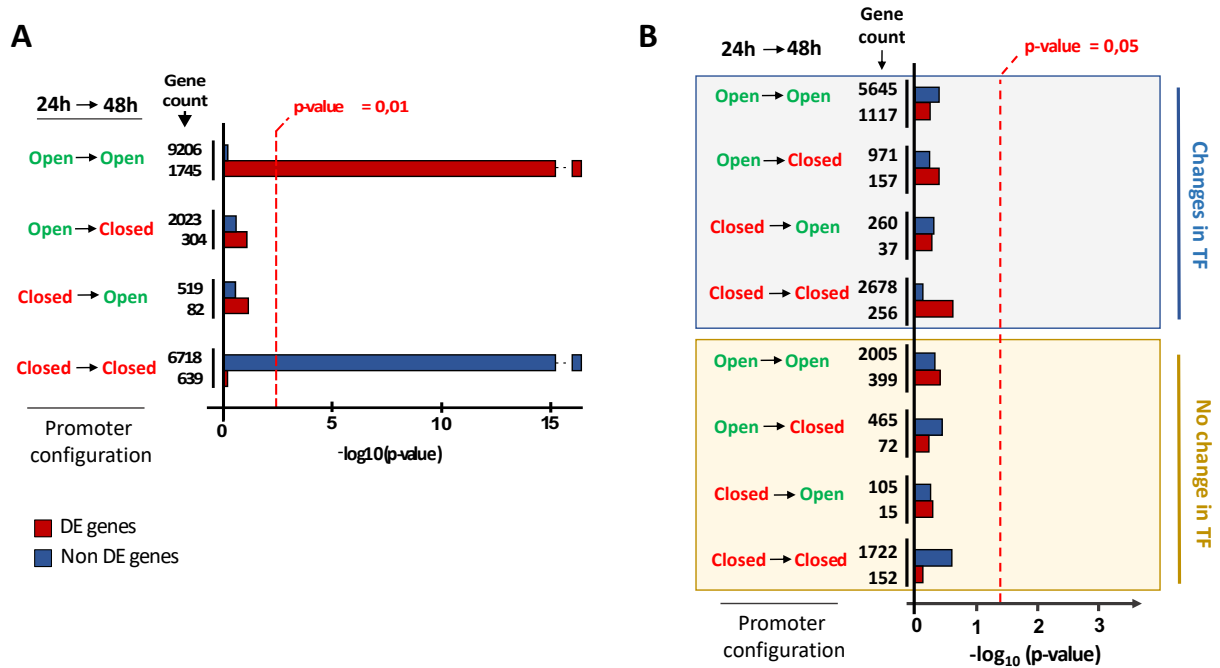 A
24h → 48h
Gene
count
p-value = 0,01
Open → Open
9206
1745
Open → Closed
2023
304
Closed → Open
519
82
Closed → Closed
6718
639
0
5
10
15
-log10(p-value)
Promoter
configuration
DE genes
Non DE genes
B
24h → 48h
Gene
count
p-value = 0,05
Open → Open
5645
1117
Open → Closed
971
157
Closed → Open
260
37
Closed → Closed
2678
256
Changes in TF
Open → Open
2005
399
Open → Closed
465
72
Closed → Open
105
15
Closed → Closed
1722
152
No change in TF
0
1
2
3
-log₁₀ (p-value)
Promoter
configuration